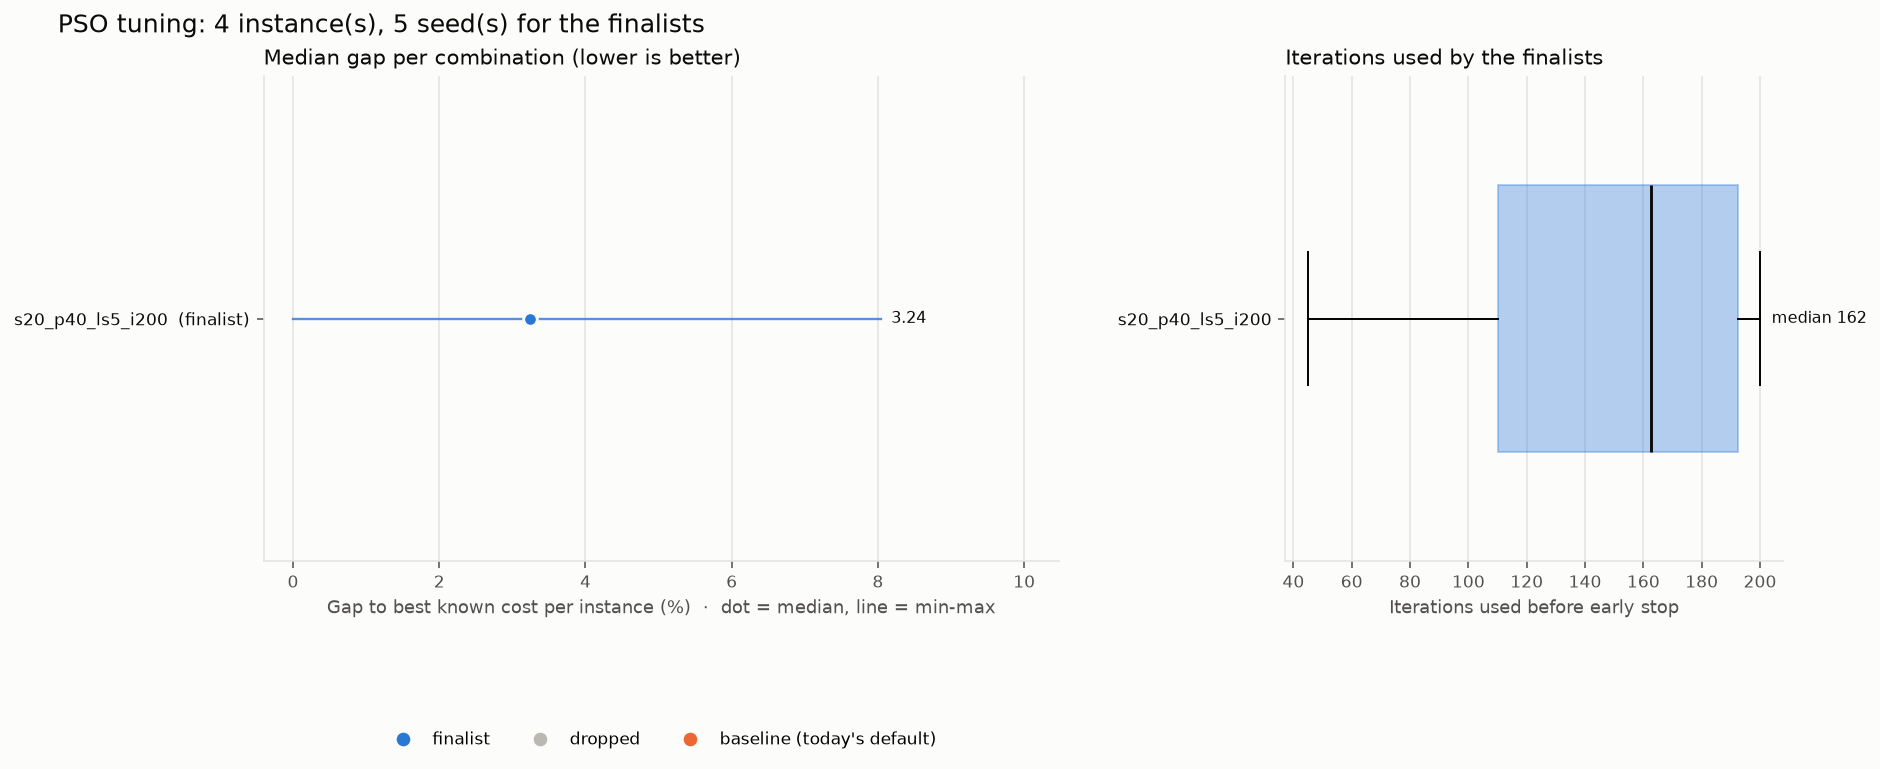 PSO tuning: 4 instance(s), 5 seed(s) for the finalists
Median gap per combination (lower is better)
s20_p40_ls5_i200 (finalist)
3.24
0 2 4 6 8 10
Gap to best known cost per instance (%) · dot = median, line = min-max
Iterations used by the finalists
s20_p40_ls5_i200
median 162
40 60 80 100 120 140 160 180 200
Iterations used before early stop
finalist dropped baseline (today's default)